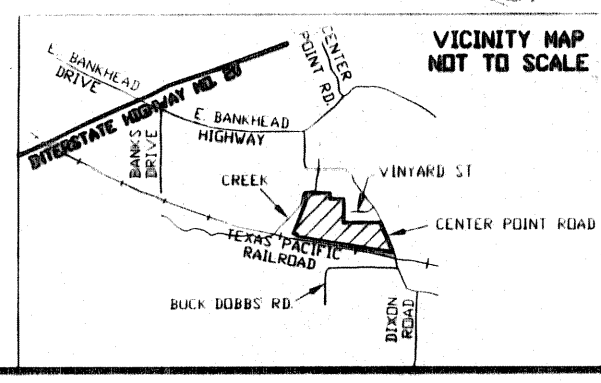 VICINITY MAP
NOT TO SCALE
E. BANKHEAD
DRIVE
CENTER
POINT RD.
INTERSTATE HIGHWAY NO. 20
E. BANKHEAD
HIGHWAY
BANKS
DRIVE
CREEK
VINYARD ST
CENTER POINT ROAD
TEXAS PACIFIC
RAILROAD
BUCK DOBBS RD.
DIXON
ROAD